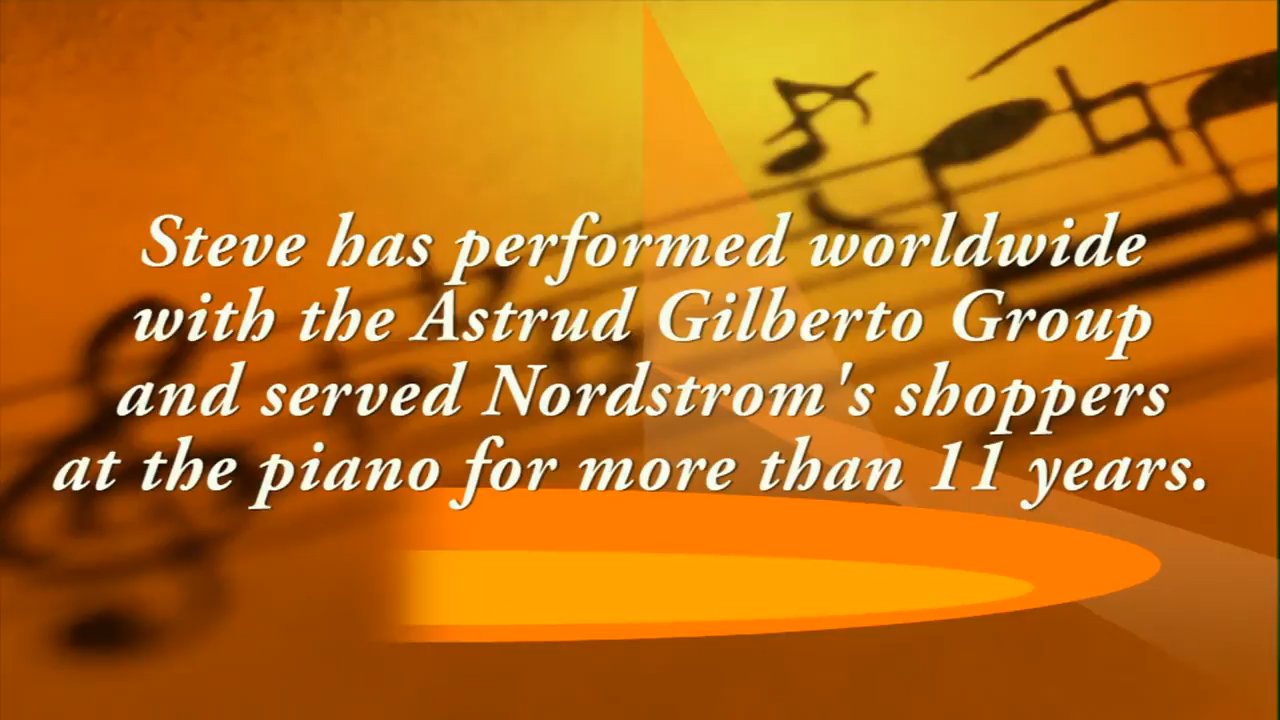 Steve has performed worldwide
with the Astrud Gilberto Group
and served Nordstrom's shoppers
at the piano for more than 11 years.